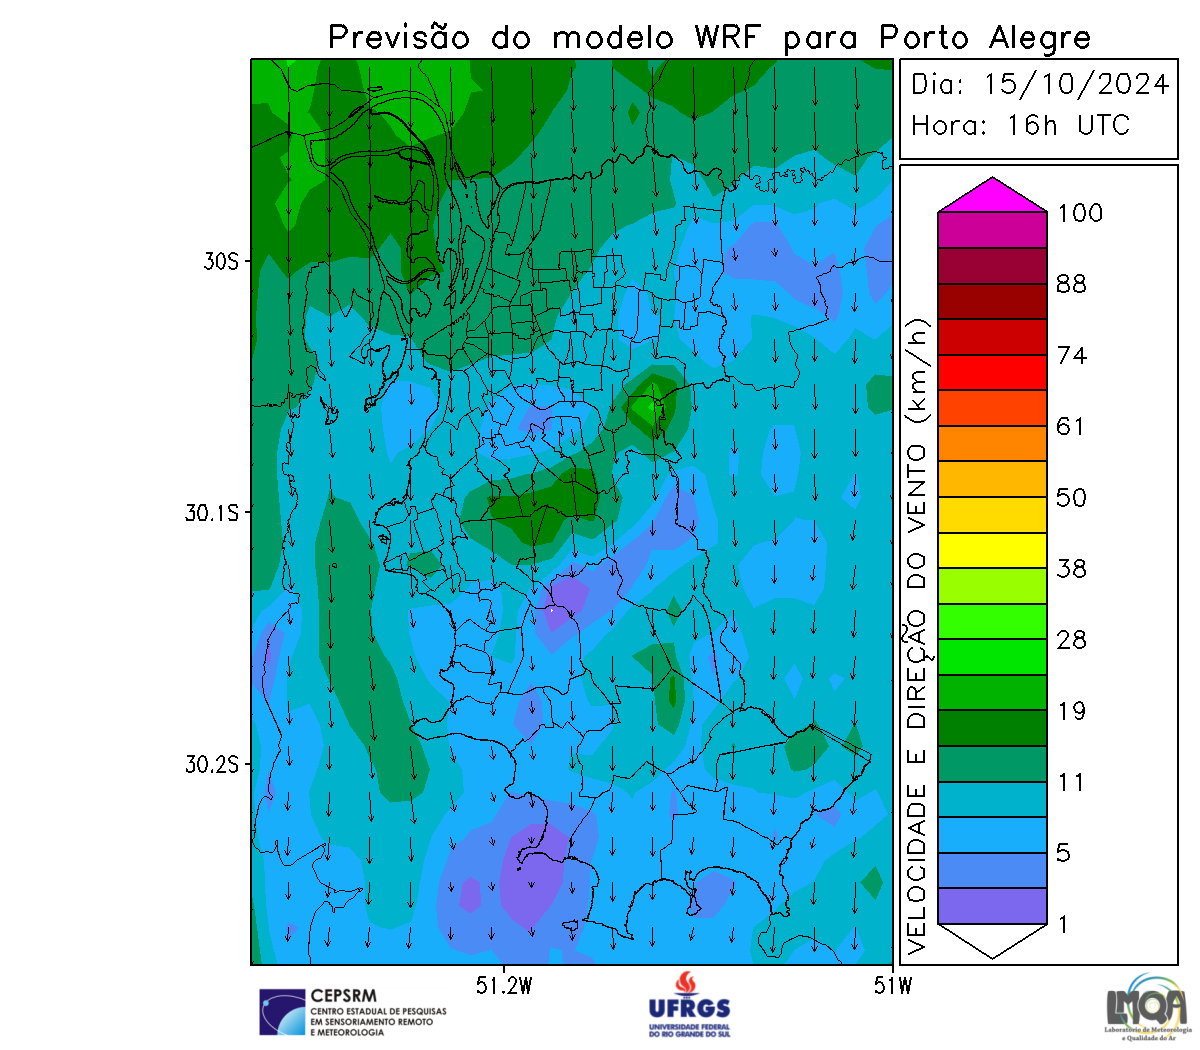 Previsão do modelo WRF para Porto Alegre
Dia: 15/10/2024
Hora: 16h UTC
30S
30.1S
30.2S
51.2W
51W
VELOCIDADE E DIREÇÃO DO VENTO (km/h)
100
88
74
61
50
38
28
19
11
5
1
CEPSRM
CENTRO ESTADUAL DE PESQUISAS
EM SENSORIAMENTO REMOTO
E METEOROLOGIA
UFRGS
UNIVERSIDADE FEDERAL
DO RIO GRANDE DO SUL
LMQA
Laboratório de Meteorologia
e Qualidade do Ar